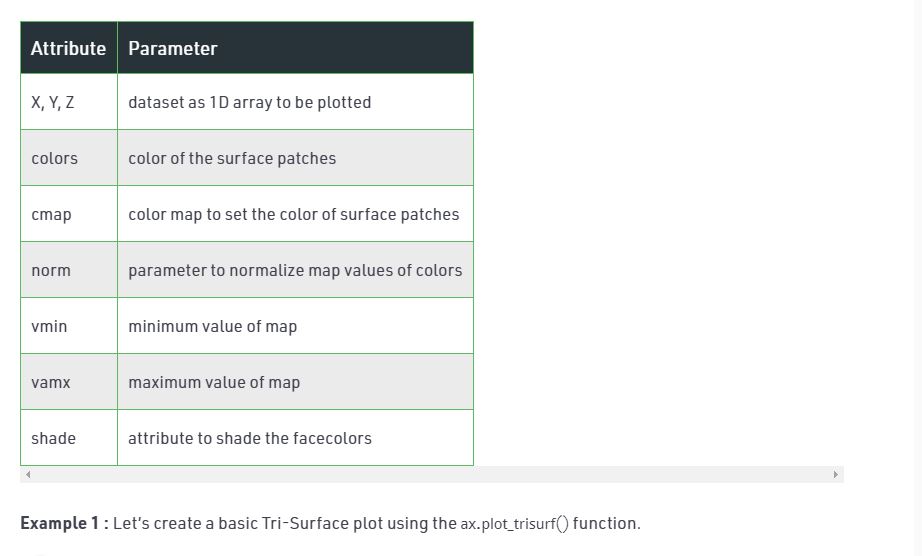 Attribute Parameter
X, Y, Z dataset as 1D array to be plotted
colors color of the surface patches
cmap color map to set the color of surface patches
norm parameter to normalize map values of colors
vmin minimum value of map
vamx maximum value of map
shade attribute to shade the facecolors
Example 1 : Let's create a basic Tri-Surface plot using the ax.plot_trisurf() function.